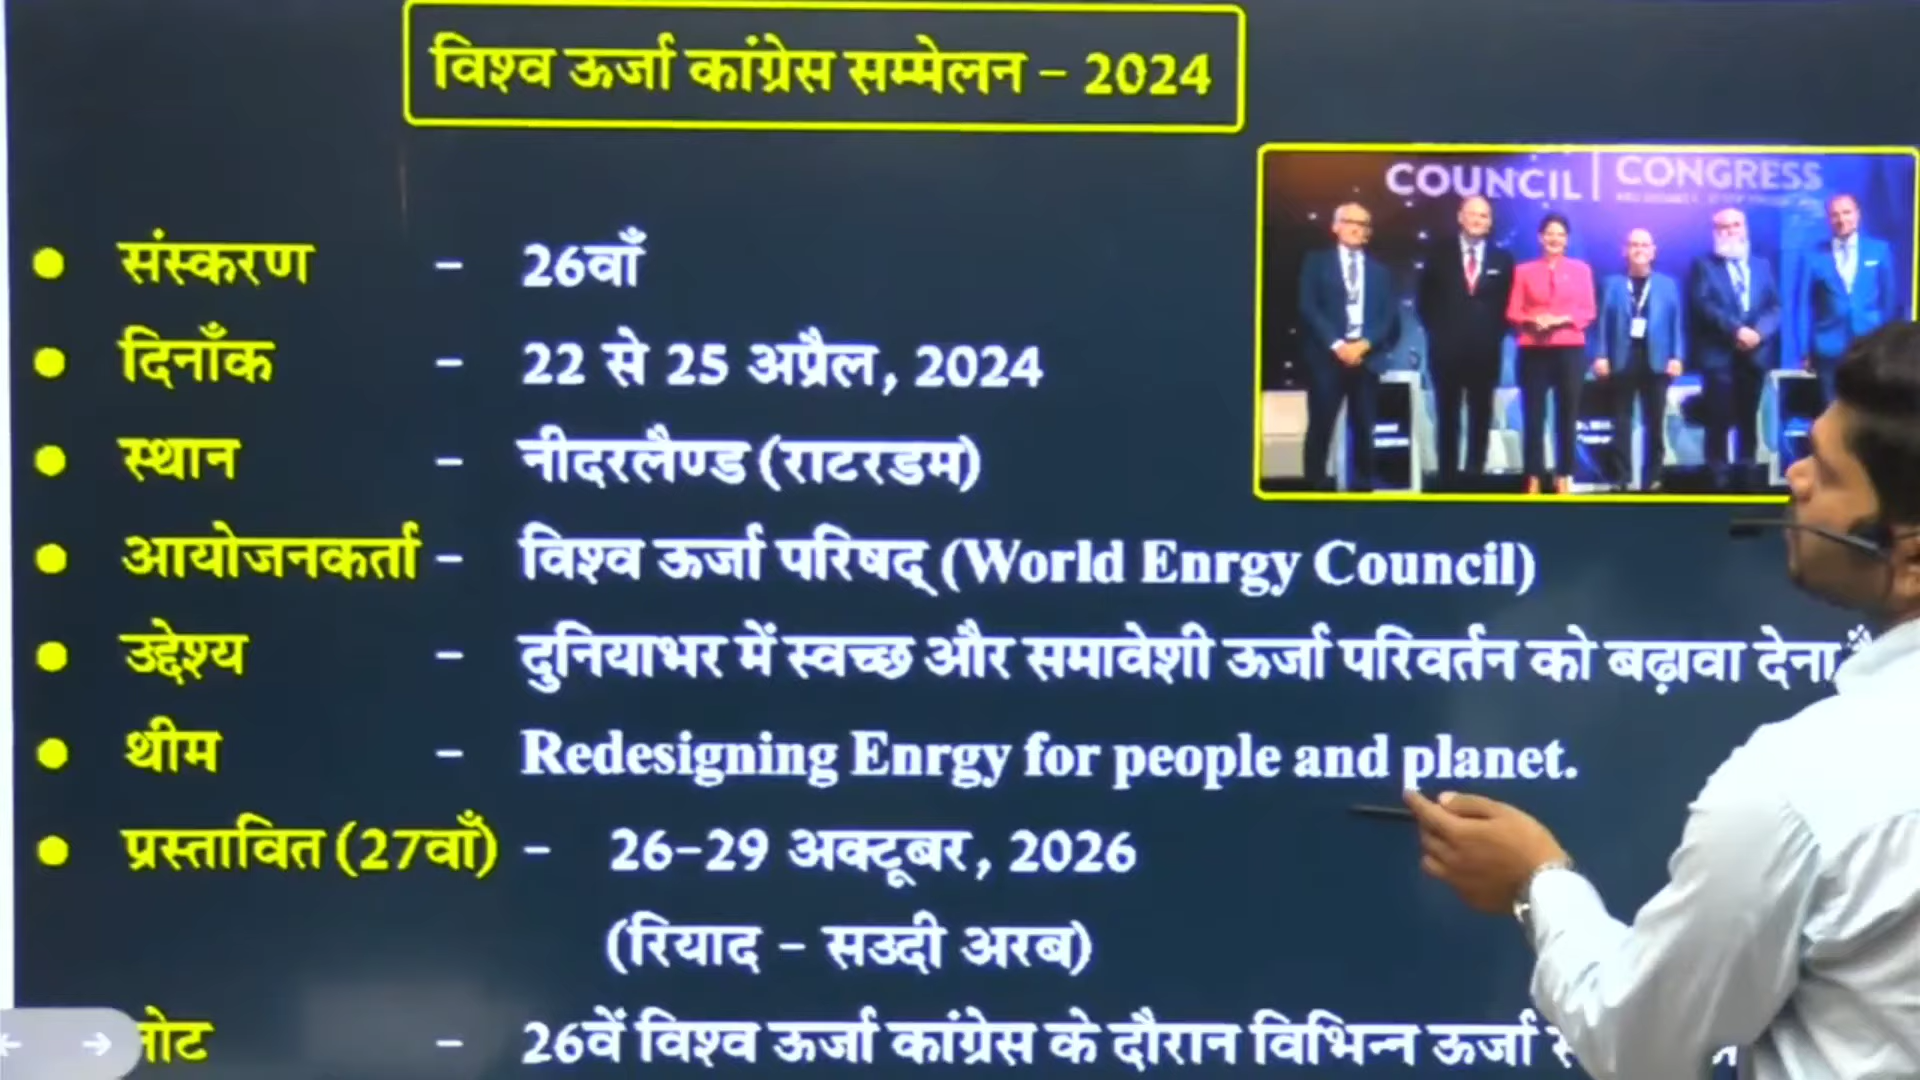 विश्व ऊर्जा कांग्रेस सम्मेलन – 2024
COUNCIL | CONGRESS
● संस्करण – 26वाँ
● दिनाँक – 22 से 25 अप्रैल, 2024
● स्थान – नीदरलैण्ड (राटरडम)
● आयोजनकर्ता – विश्व ऊर्जा परिषद् (World Enrgy Council)
● उद्देश्य – दुनियाभर में स्वच्छ और समावेशी ऊर्जा परिवर्तन को बढ़ावा देना
● थीम – Redesigning Enrgy for people and planet.
● प्रस्तावित (27वाँ) – 26–29 अक्टूबर, 2026
(रियाद – सउदी अरब)
नोट – 26वें विश्व ऊर्जा कांग्रेस के दौरान विभिन्न ऊर्जा